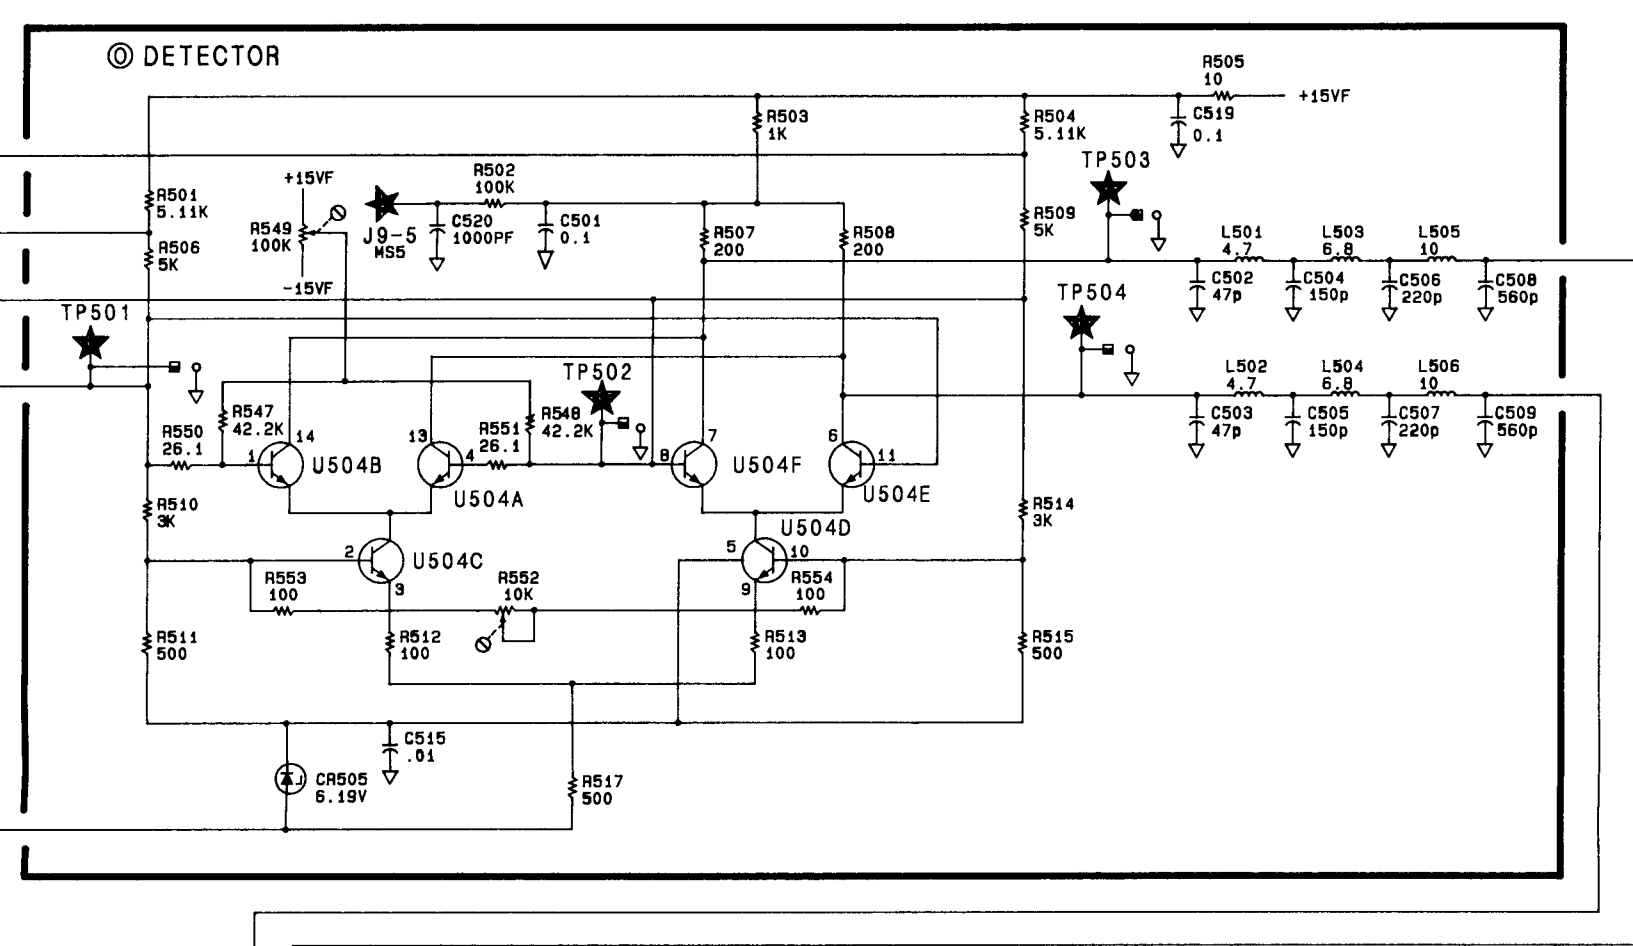 O DETECTOR
R505
10
+15VF
C519
0.1
R503
1K
R504
5.11K
TP503
R502
100K
+15VF
R501
5.11K
R549
100K
J9-5
MS5
C520
1000PF
C501
0.1
R507
200
R508
200
R509
5K
R506
5K
-15VF
L501
4.7
L503
6.8
L505
10
C502
47p
C504
150p
C506
220p
C508
560p
TP501
TP504
TP502
L502
4.7
L504
6.8
L506
10
C503
47p
C505
150p
C507
220p
C509
560p
R547
42.2K
R548
42.2K
R550
26.1
R551
26.1
14
13
7
6
1
U504B
4
U504A
8
U504F
11
U504E
R510
3K
R514
3K
2
U504C
3
U504D
5
10
9
R553
100
R552
10K
R554
100
R511
500
R512
100
R513
100
R515
500
C515
.01
CR505
6.19V
R517
500